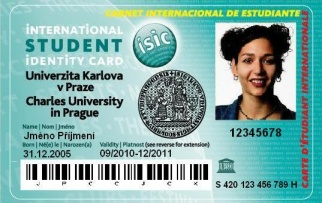 CARNET INTERNACIONAL DE ESTUDIANTE
INTERNATIONAL
STUDENT
IDENTITY CARD
isic
Univerzita Karlova
v Praze
Charles University
in Prague
Name | Nom | Jméno
Jméno Příjmení
Born | Né(e) le | Narozen(a)
Validity | Platnost (see reverse for extension)
31.12.2005
09/2010-12/2011
J P C C J C X
12345678
S 420 123 456 789 H
CARTE D'ÉTUDIANT INTERNATIONALE